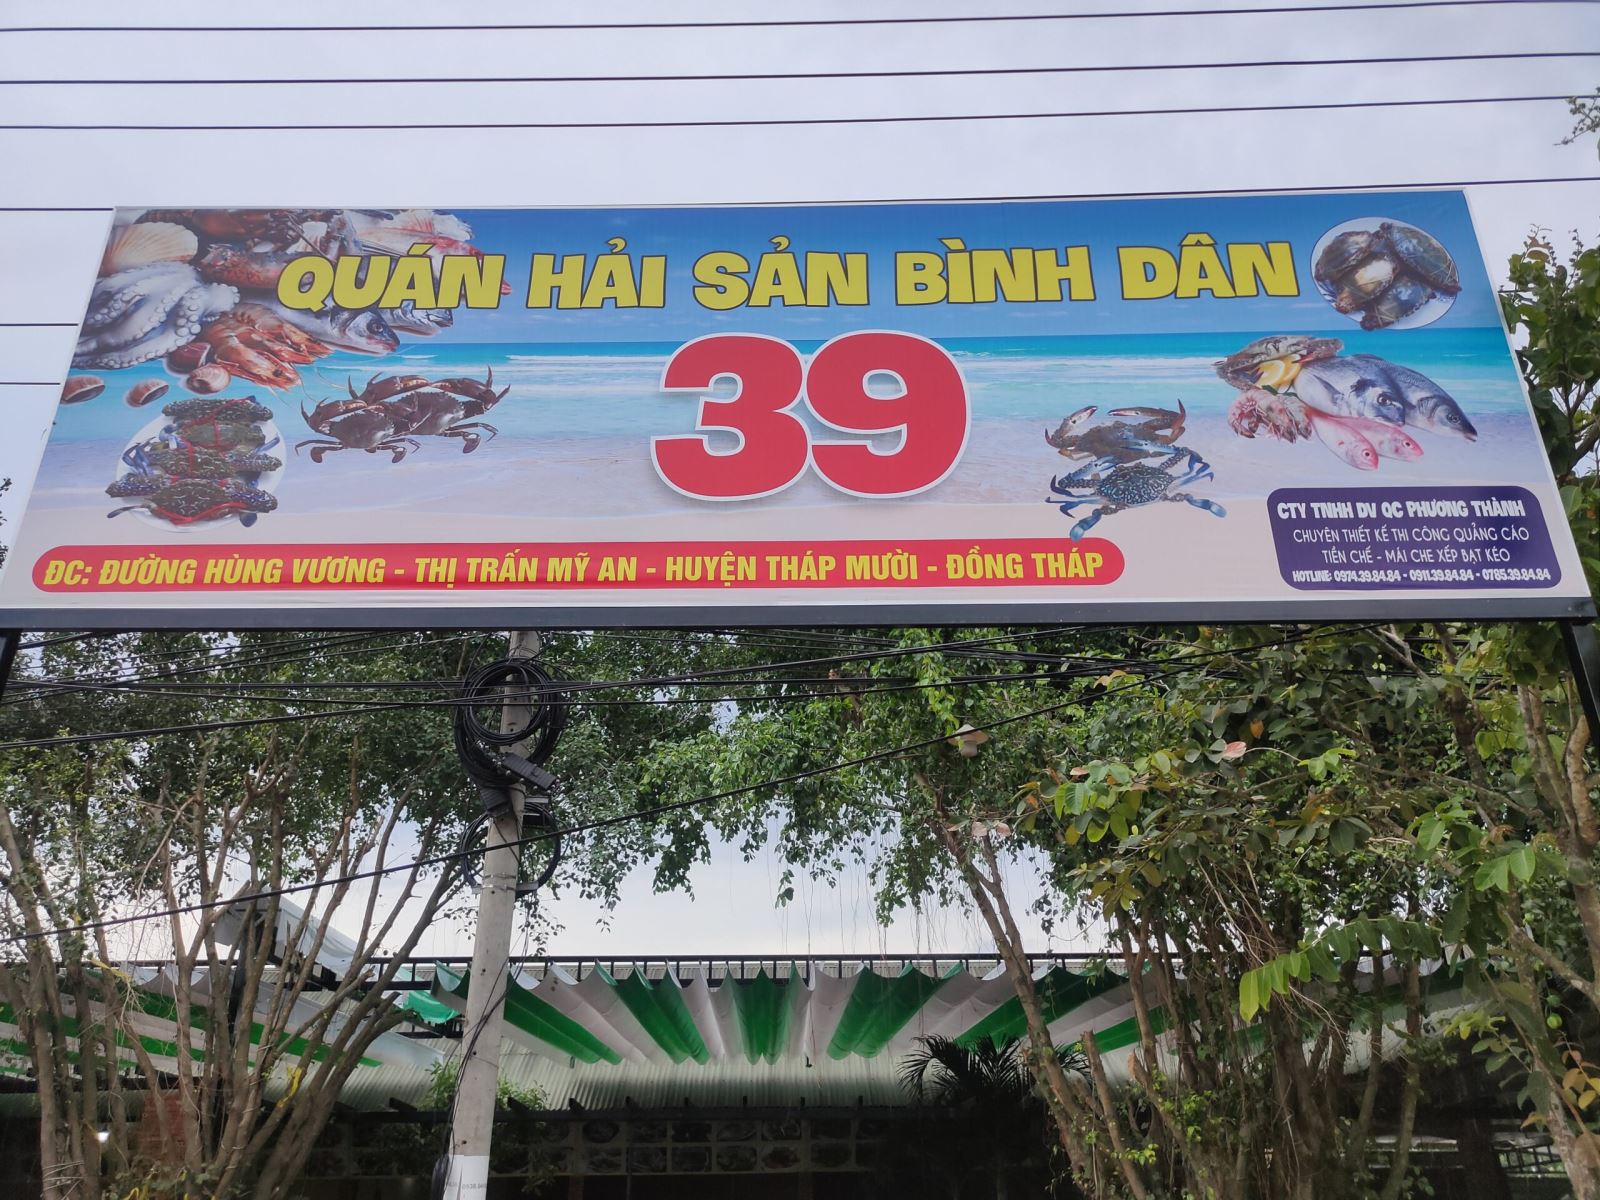 QUÁN HẢI SẢN BÌNH DÂN
39
ĐC: ĐƯỜNG HÙNG VƯƠNG - THỊ TRẤN MỸ AN - HUYỆN THÁP MƯỜI - ĐỒNG THÁP
CTY TNHH DV QC PHƯƠNG THÀNH
CHUYÊN THIẾT KẾ THI CÔNG QUẢNG CÁO
TIỀN CHẾ - MÁI CHE XẾP BẠT KÉO
HOTLINE: 0974.39.84.84 - 0911.39.84.84 - 0785.39.84.84